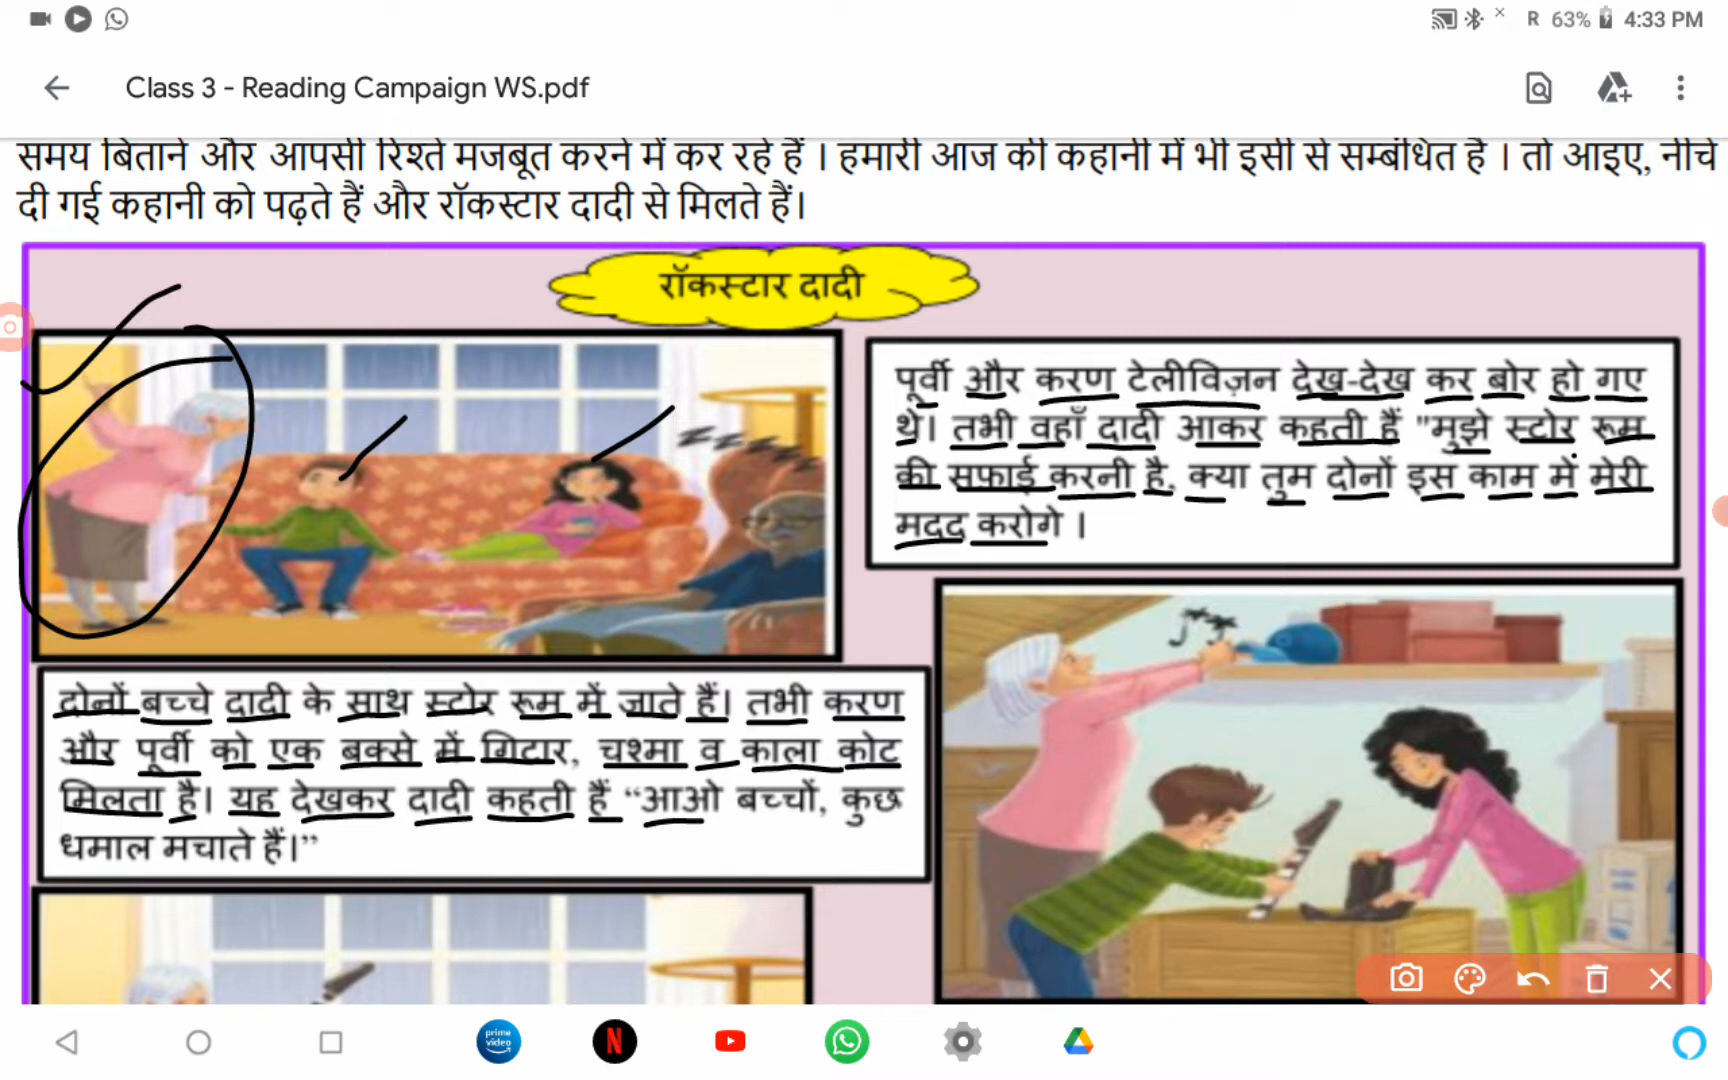 R 63% 4:33 PM
Class 3 - Reading Campaign WS.pdf
समय बिताने और आपसी रिश्ते मजबूत करने में कर रहे हैं । हमारी आज की कहानी में भी इसी से सम्बंधित है । तो आइए, नीचे
दी गई कहानी को पढ़ते हैं और रॉकस्टार दादी से मिलते हैं।
रॉकस्टार दादी
पूर्वी और करण टेलीविज़न देख-देख कर बोर हो गए
थे। तभी वहाँ दादी आकर कहती हैं "मुझे स्टोर रूम
की सफाई करनी है, क्या तुम दोनों इस काम में मेरी
मदद करोगे ।
zzzzzz
दोनों बच्चे दादी के साथ स्टोर रूम में जाते हैं। तभी करण
और पूर्वी को एक बक्से में गिटार, चश्मा व काला कोट
मिलता है। यह देखकर दादी कहती हैं “आओ बच्चों, कुछ
धमाल मचाते हैं।”
prime
video
N